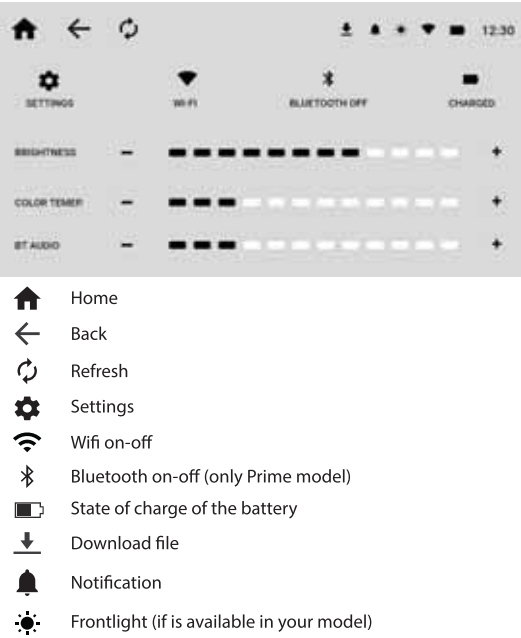 12:30
SETTINGS WI-FI BLUETOOTH OFF CHARGED
BRIGHTNESS
COLOR TEMER
BT AUDIO
Home
Back
Refresh
Settings
Wifi on-off
Bluetooth on-off (only Prime model)
State of charge of the battery
Download file
Notification
Frontlight (if is available in your model)